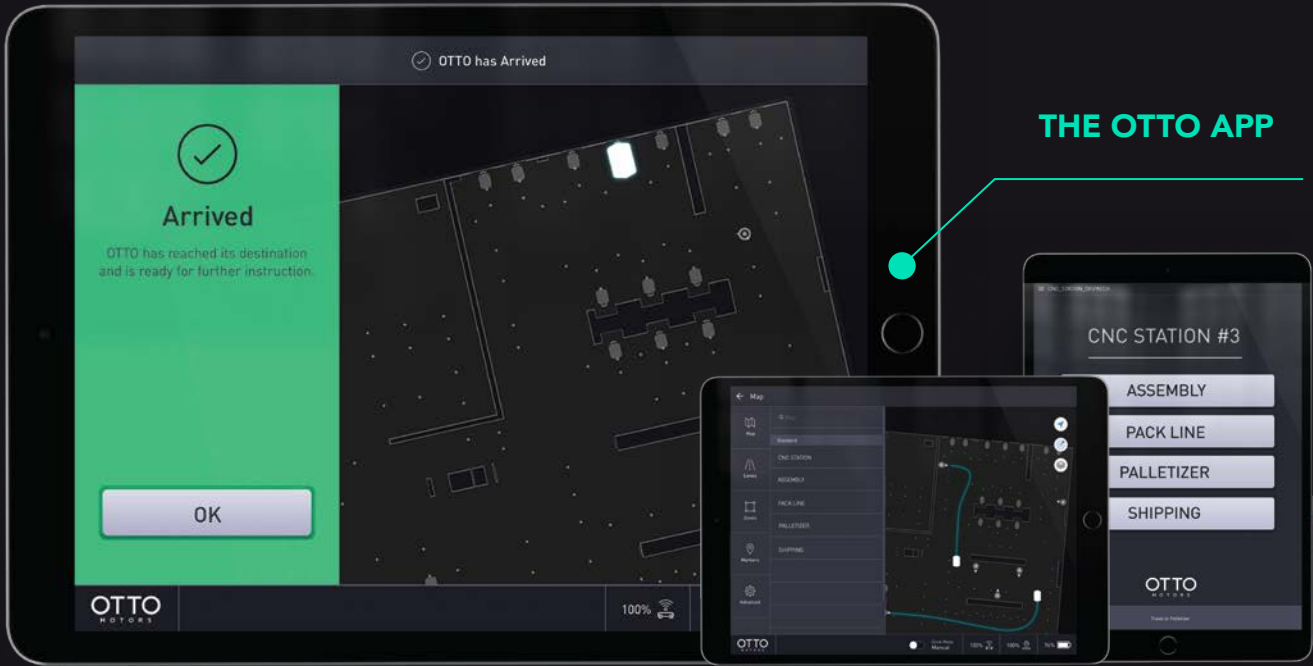 OTTO has Arrived
Arrived
OTTO has reached its destination
and is ready for further instruction.
OK
OTTO
MOTORS
100%
THE OTTO APP
Map
Map
Lanes
Zones
Markers
Advanced
Standard
CNC STATION
ASSEMBLY
PACK LINE
PALLETIZER
SHIPPING
OTTO
MOTORS
Manual
100%
100%
CNC STATION #3
ASSEMBLY
PACK LINE
PALLETIZER
SHIPPING
OTTO
MOTORS